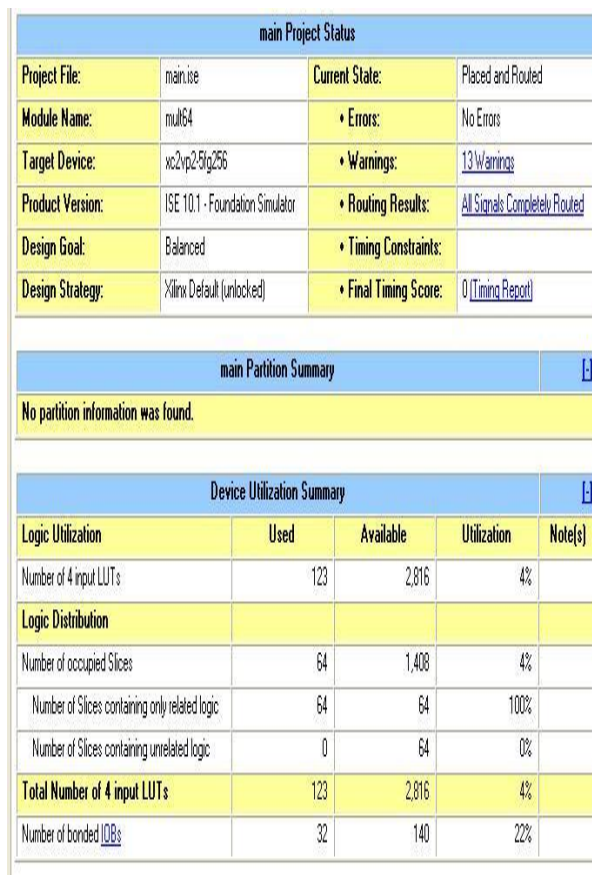 main Project Status
Project File: main.ise Current State: Placed and Routed
Module Name: mult64 • Errors: No Errors
Target Device: xc2vp2-5fg256 • Warnings: 13 Warnings
Product Version: ISE 10.1 - Foundation Simulator • Routing Results: All Signals Completely Routed
Design Goal: Balanced • Timing Constraints:
Design Strategy: Xilinx Default (unlocked) • Final Timing Score: 0 (Timing Report)
main Partition Summary [-]
No partition information was found.
Device Utilization Summary [-]
Logic Utilization Used Available Utilization Note(s)
Number of 4 input LUTs 123 2,816 4%
Logic Distribution
Number of occupied Slices 64 1,408 4%
Number of Slices containing only related logic 64 64 100%
Number of Slices containing unrelated logic 0 64 0%
Total Number of 4 input LUTs 123 2,816 4%
Number of bonded IOBs 32 140 22%